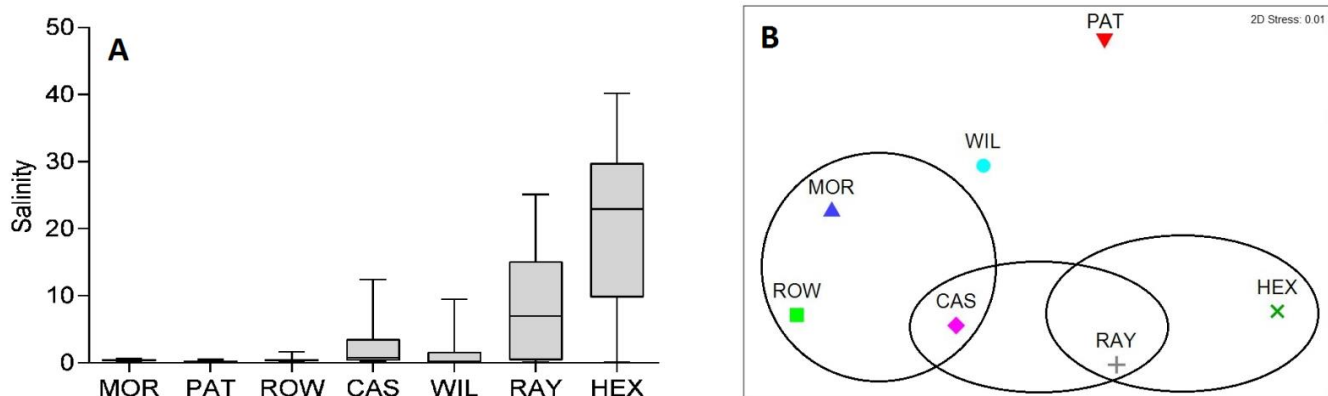 A
Salinity
50
40
30
20
10
0
MOR PAT ROW CAS WIL RAY HEX
B
2D Stress: 0.01
PAT
WIL
MOR
ROW
CAS
HEX
RAY